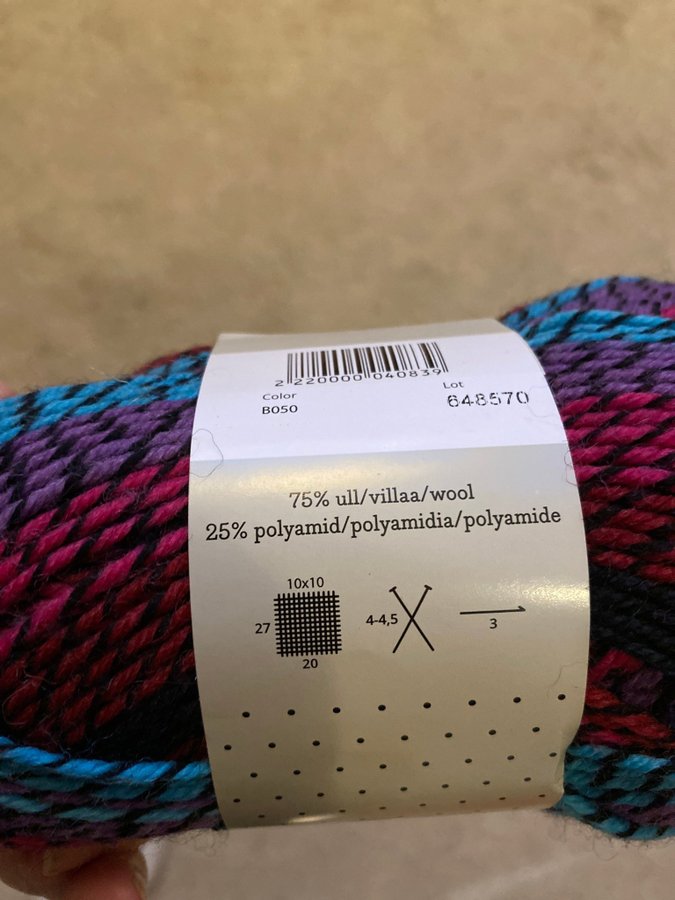 2 220000 040839
Color
B050
Lot
648570
75% ull/villaa/wool
25% polyamid/polyamidia/polyamide
10x10
27
20
4-4,5
3